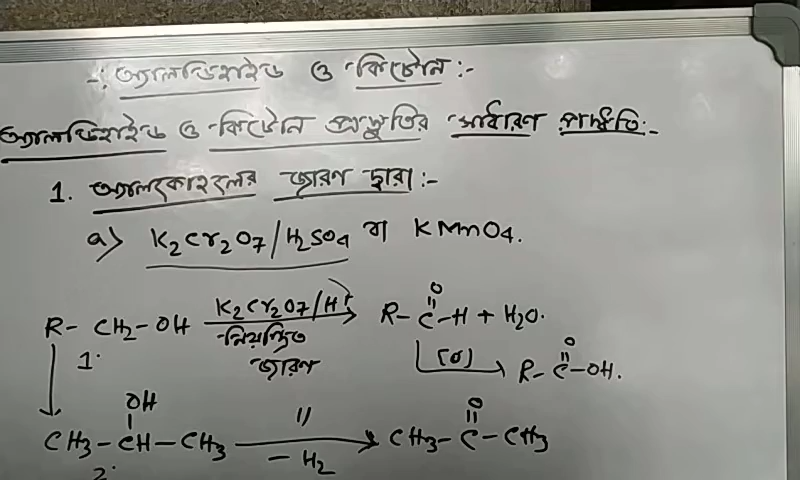 -: অ্যালডিহাইড ও কিটোন :-
অ্যালডিহাইড ও কিটোন প্রস্তুতির সাধারণ পদ্ধতি:-
1. অ্যালকোহলের জারণ দ্বারা:-
a) K2Cr2O7/H2SO4 বা KMnO4.
R- CH2-OH K2Cr2O7/H+ R- C-H + H2O.
O
নিয়ন্ত্রিত জারণ
1°
[O] R- C-OH.
O
OH
CH3- CH-CH3 " - H2 CH3- C- CH3
O
2°